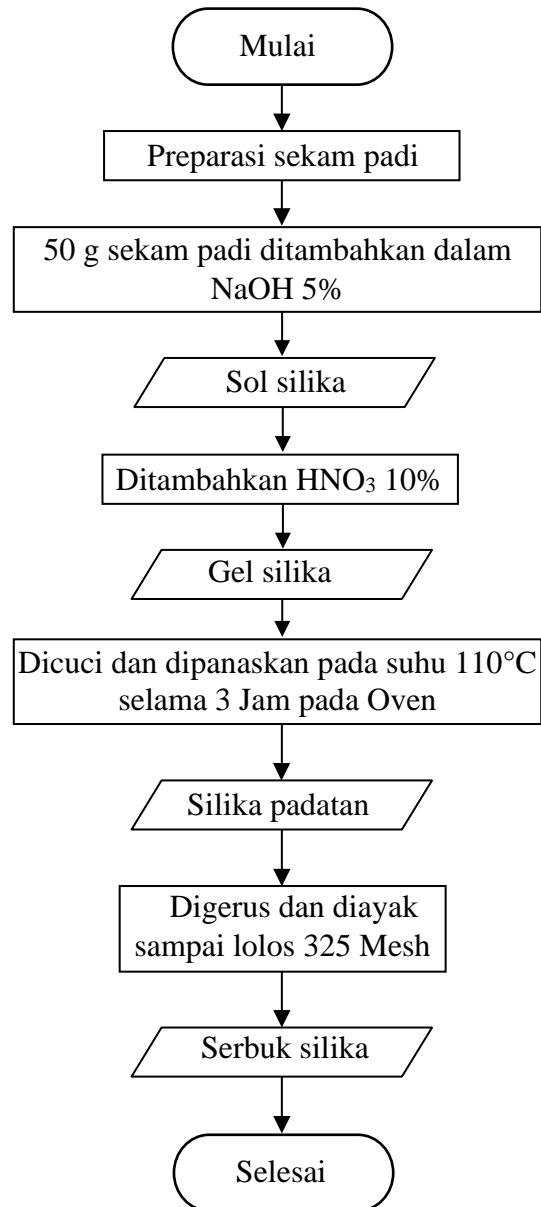 Mulai
Preparasi sekam padi
50 g sekam padi ditambahkan dalam
NaOH 5%
Sol silika
Ditambahkan HNO₃ 10%
Gel silika
Dicuci dan dipanaskan pada suhu 110°C
selama 3 Jam pada Oven
Silika padatan
Digerus dan diayak
sampai lolos 325 Mesh
Serbuk silika
Selesai